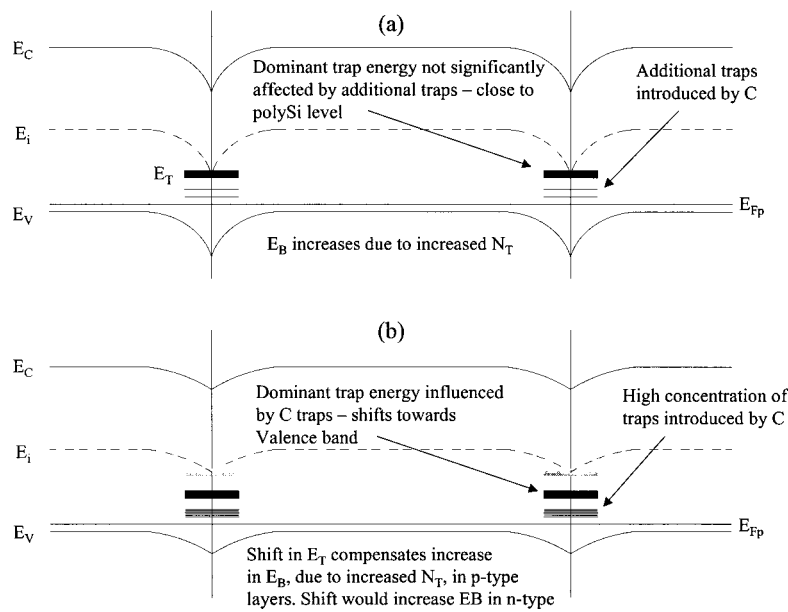 (a)
E_C
Dominant trap energy not significantly
affected by additional traps – close to
polySi level
Additional traps
introduced by C
E_i
E_T
E_V
E_Fp
E_B increases due to increased N_T
(b)
E_C
Dominant trap energy influenced
by C traps – shifts towards
Valence band
High concentration of
traps introduced by C
E_i
E_V
E_Fp
Shift in E_T compensates increase
in E_B, due to increased N_T, in p-type
layers. Shift would increase EB in n-type